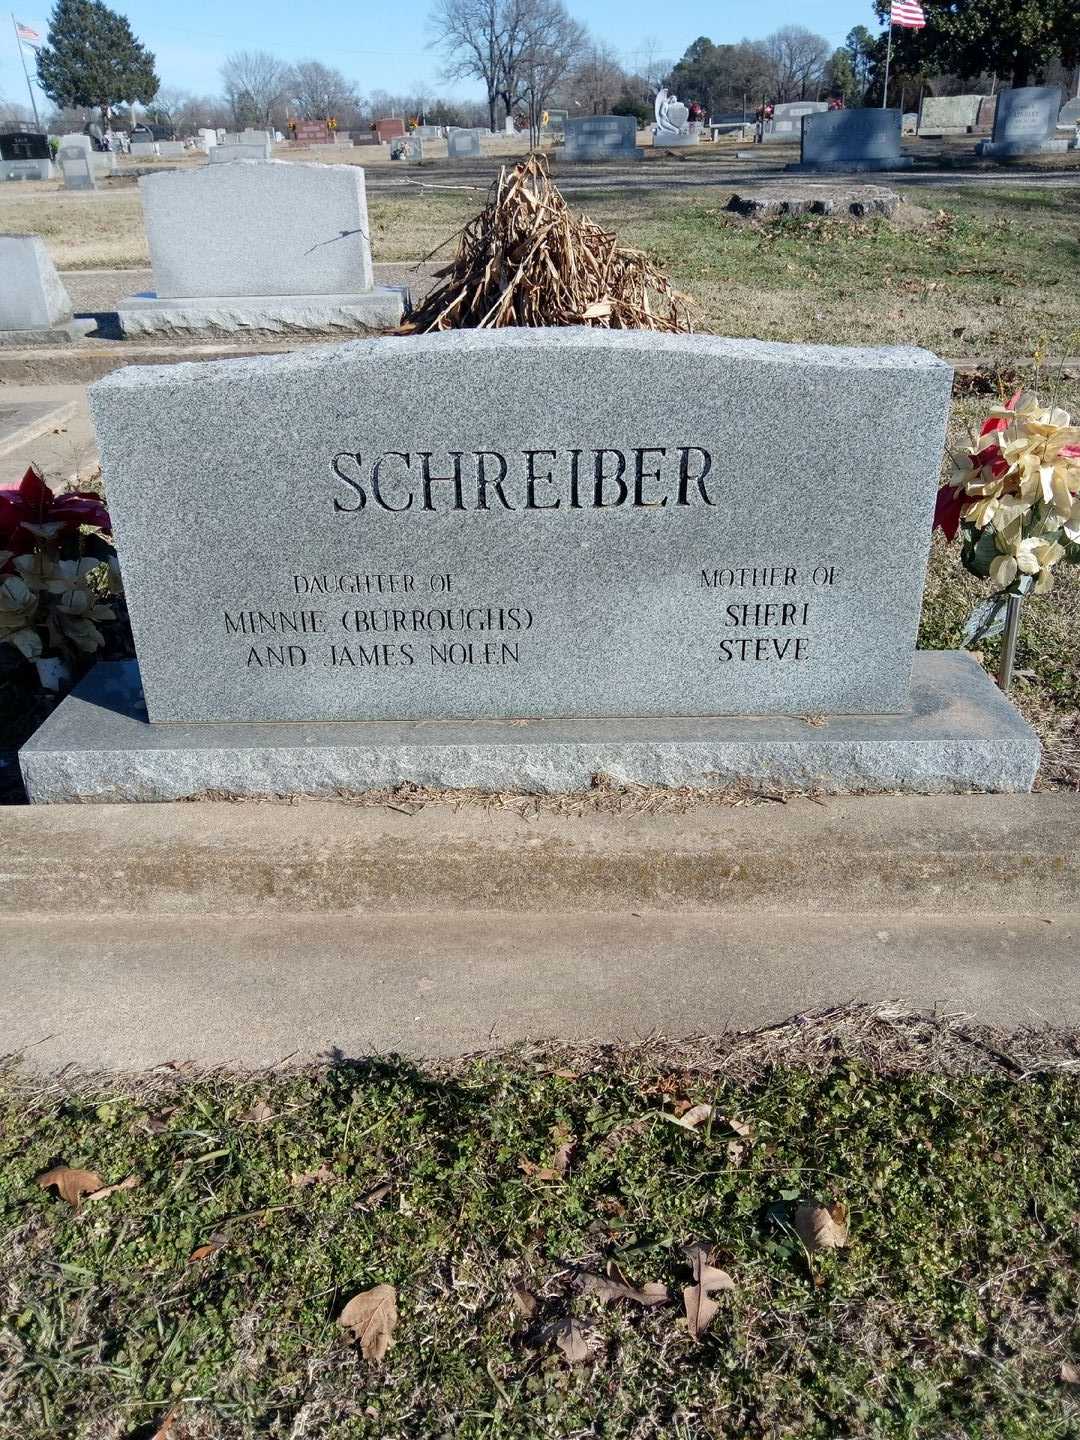 SCHREIBER
DAUGHTER OF
MINNIE (BURROUGHS)
AND JAMES NOLEN
MOTHER OF
SHERI
STEVE